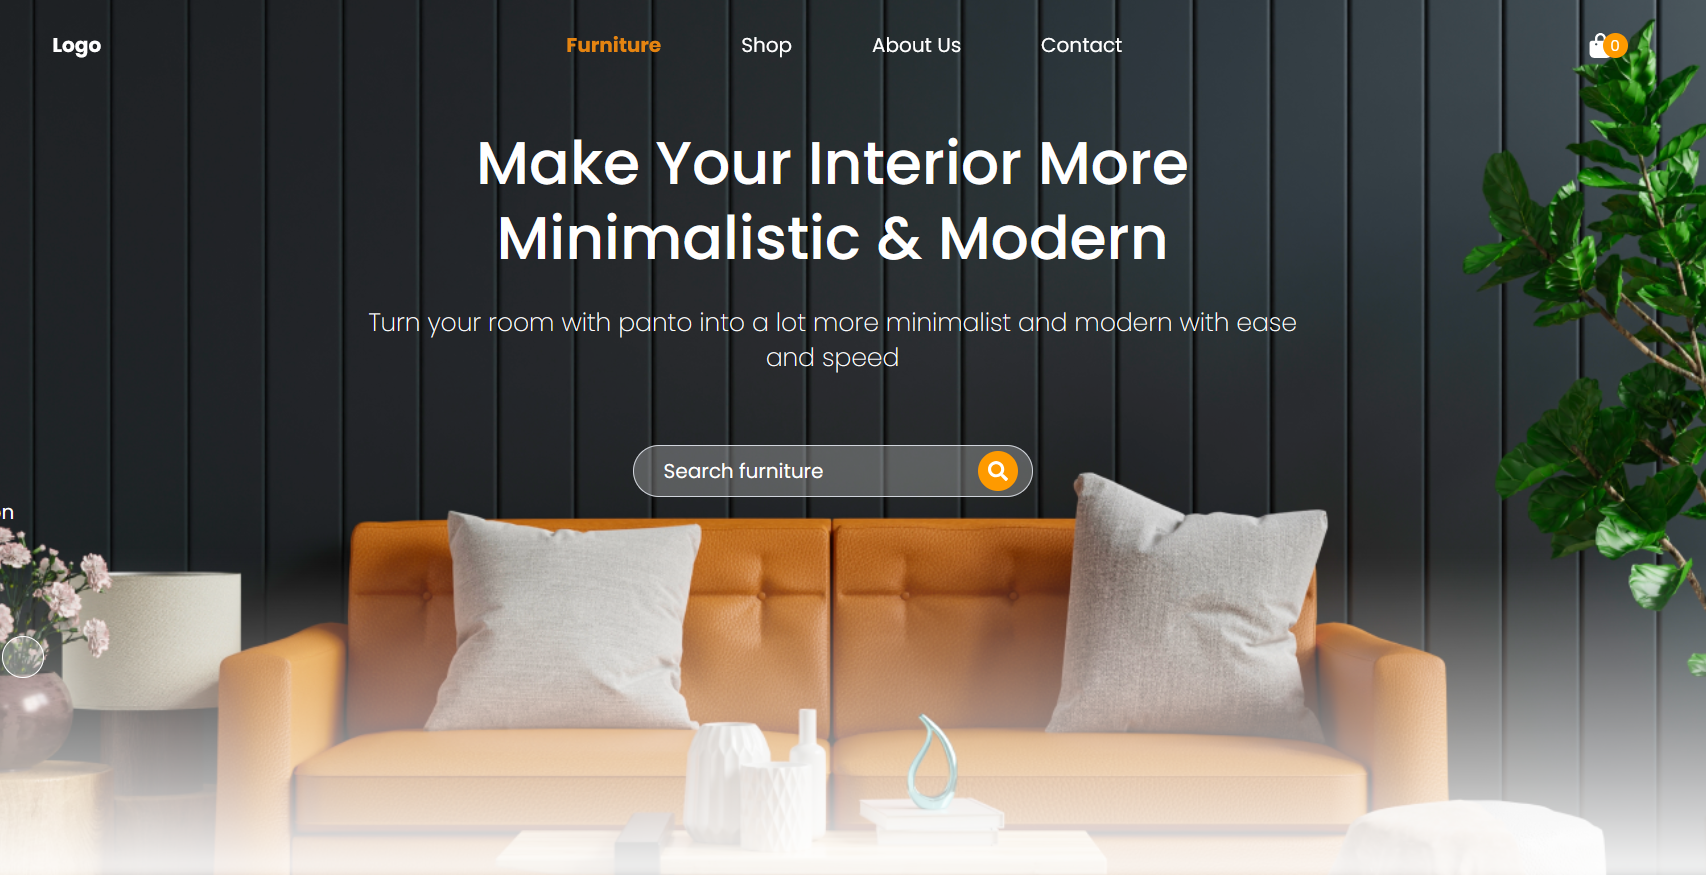 Logo
Furniture
Shop
About Us
Contact
0
Make Your Interior More
Minimalistic & Modern
Turn your room with panto into a lot more minimalist and modern with ease
and speed
Search furniture